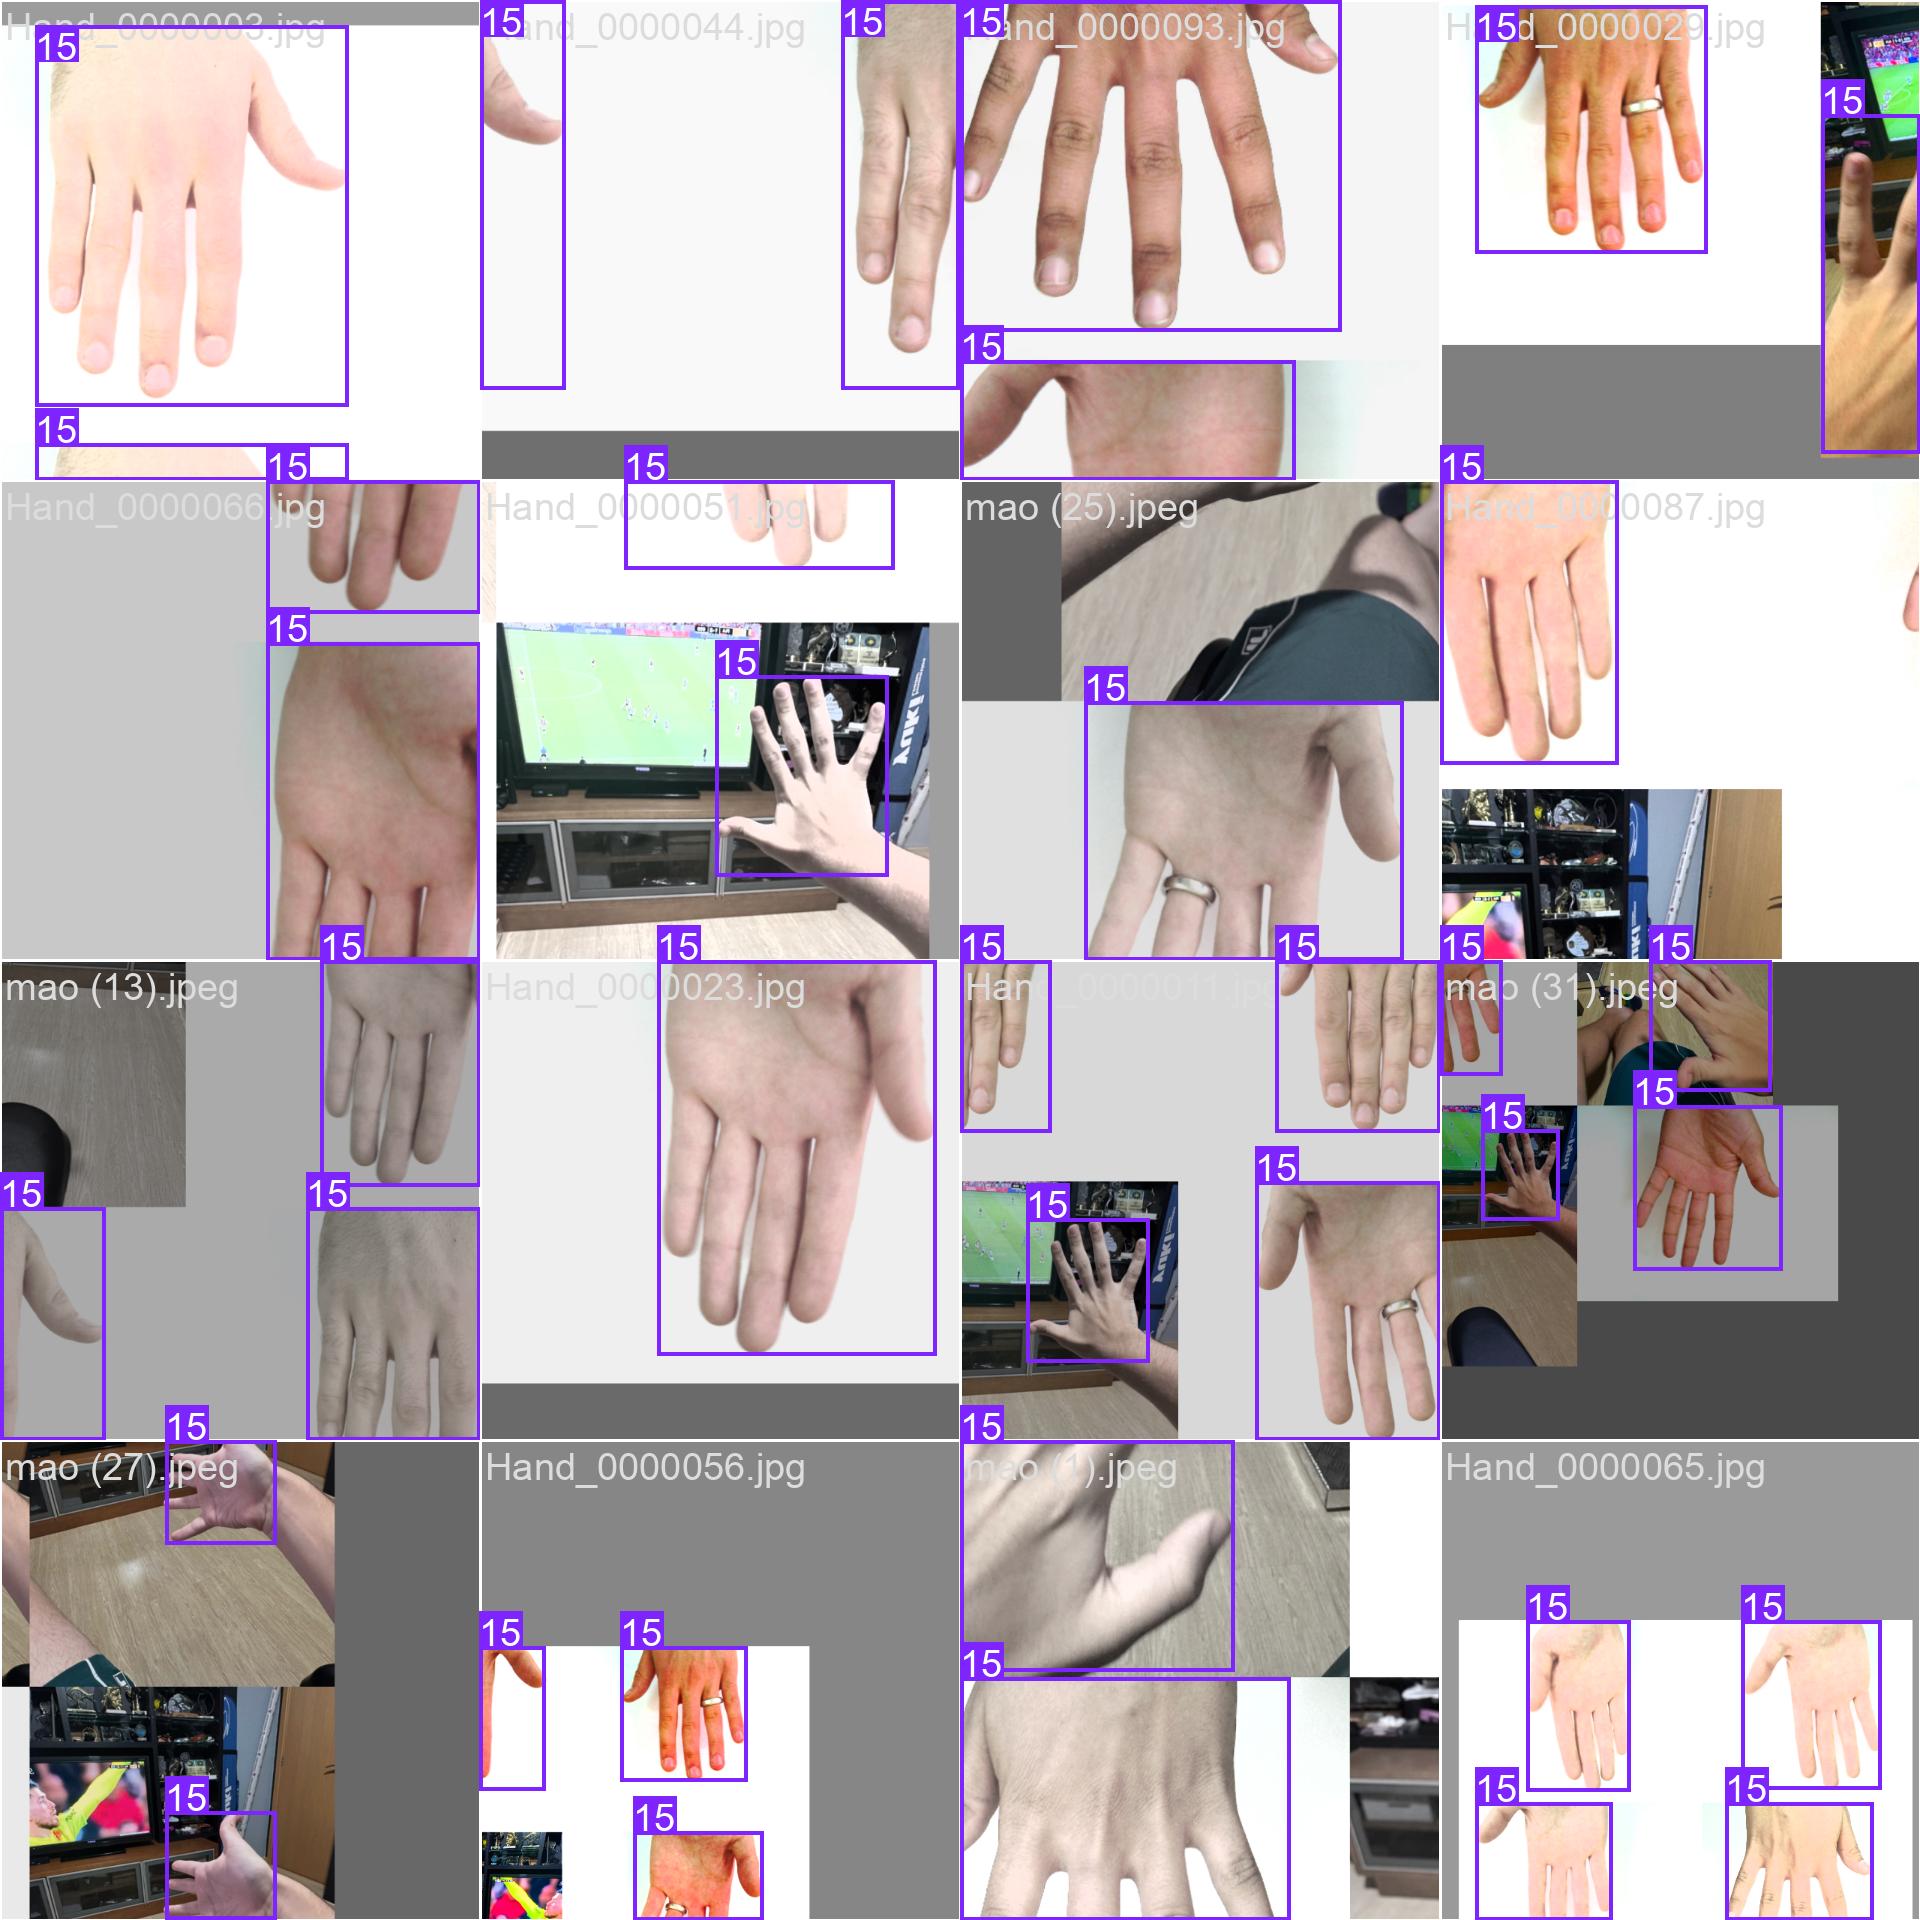 Hand_0000003.jpg
15
15
15
Hand_0000044.jpg
15
15
15
Hand_0000093.jpg
15
15
Hand_0000029.jpg
15
15
15
Hand_0000066.jpg
15
15
Hand_0000051.jpg
15
15
mao (25).jpeg
15
15
15
Hand_0000087.jpg
15
15
mao (13).jpeg
15
15
15
Hand_0000023.jpg
Hand_0000011.jpg
15
15
15
mao (31).jpeg
15
15
15
mao (27).jpeg
15
15
Hand_0000056.jpg
15
15
15
mao (1).jpeg
15
Hand_0000065.jpg
15
15
15
15